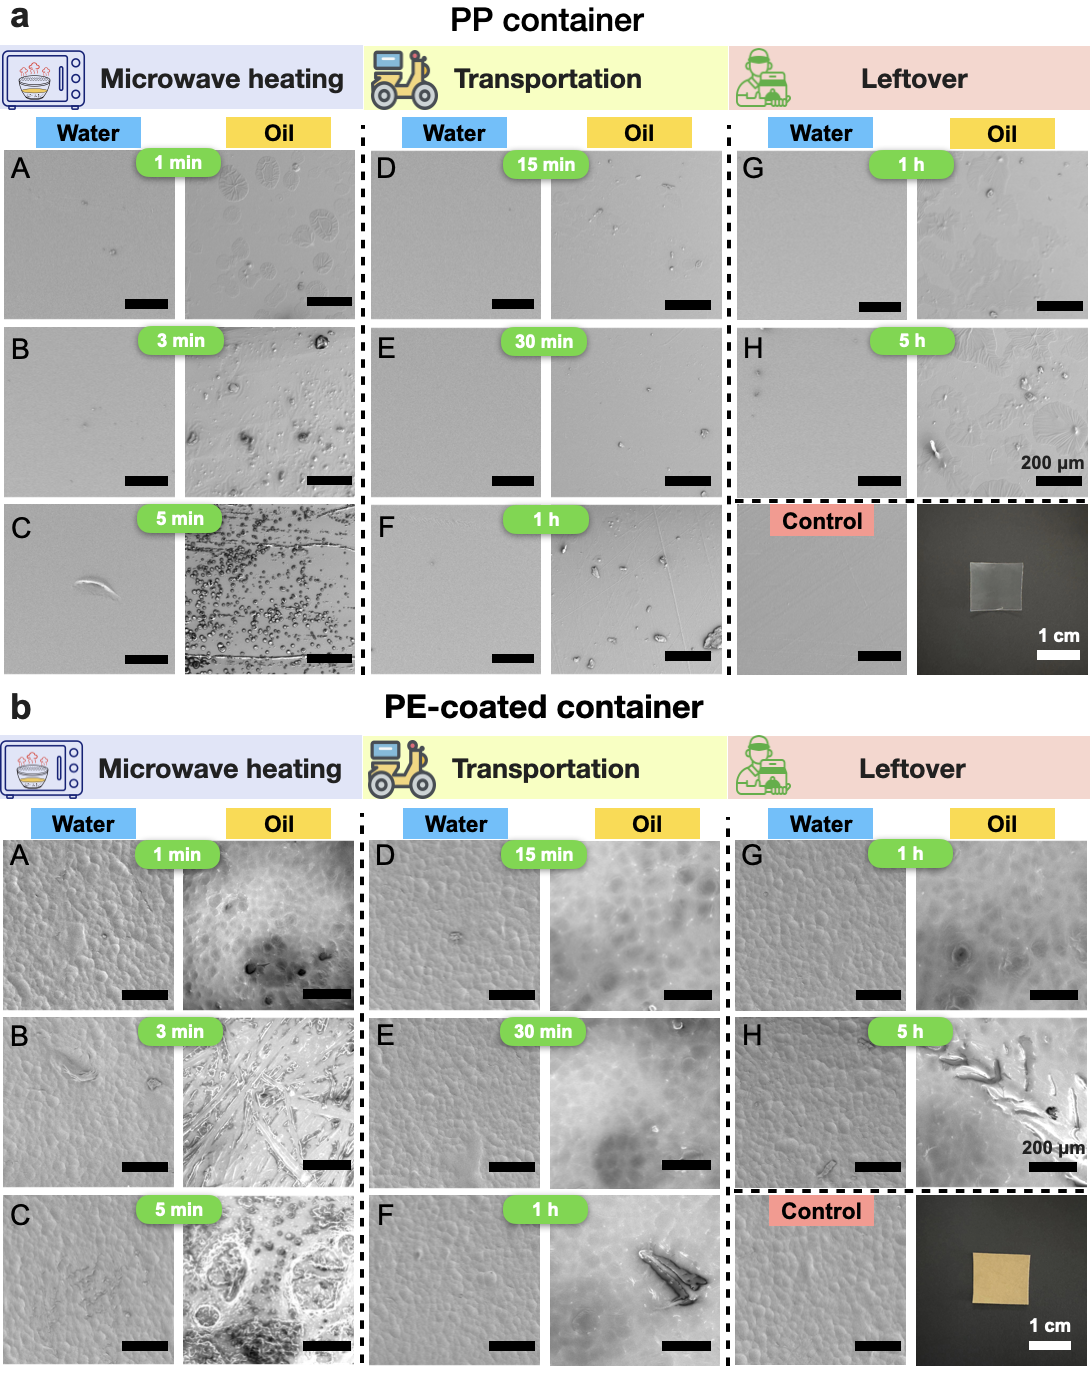 a
PP container
Microwave heating
Transportation
Leftover
Water
Oil
Water
Oil
Water
Oil
A
1 min
D
15 min
G
1 h
B
3 min
E
30 min
H
5 h
200 µm
C
5 min
F
1 h
Control
1 cm
b
PE-coated container
Microwave heating
Transportation
Leftover
Water
Oil
Water
Oil
Water
Oil
A
1 min
D
15 min
G
1 h
B
3 min
E
30 min
H
5 h
200 µm
C
5 min
F
1 h
Control
1 cm